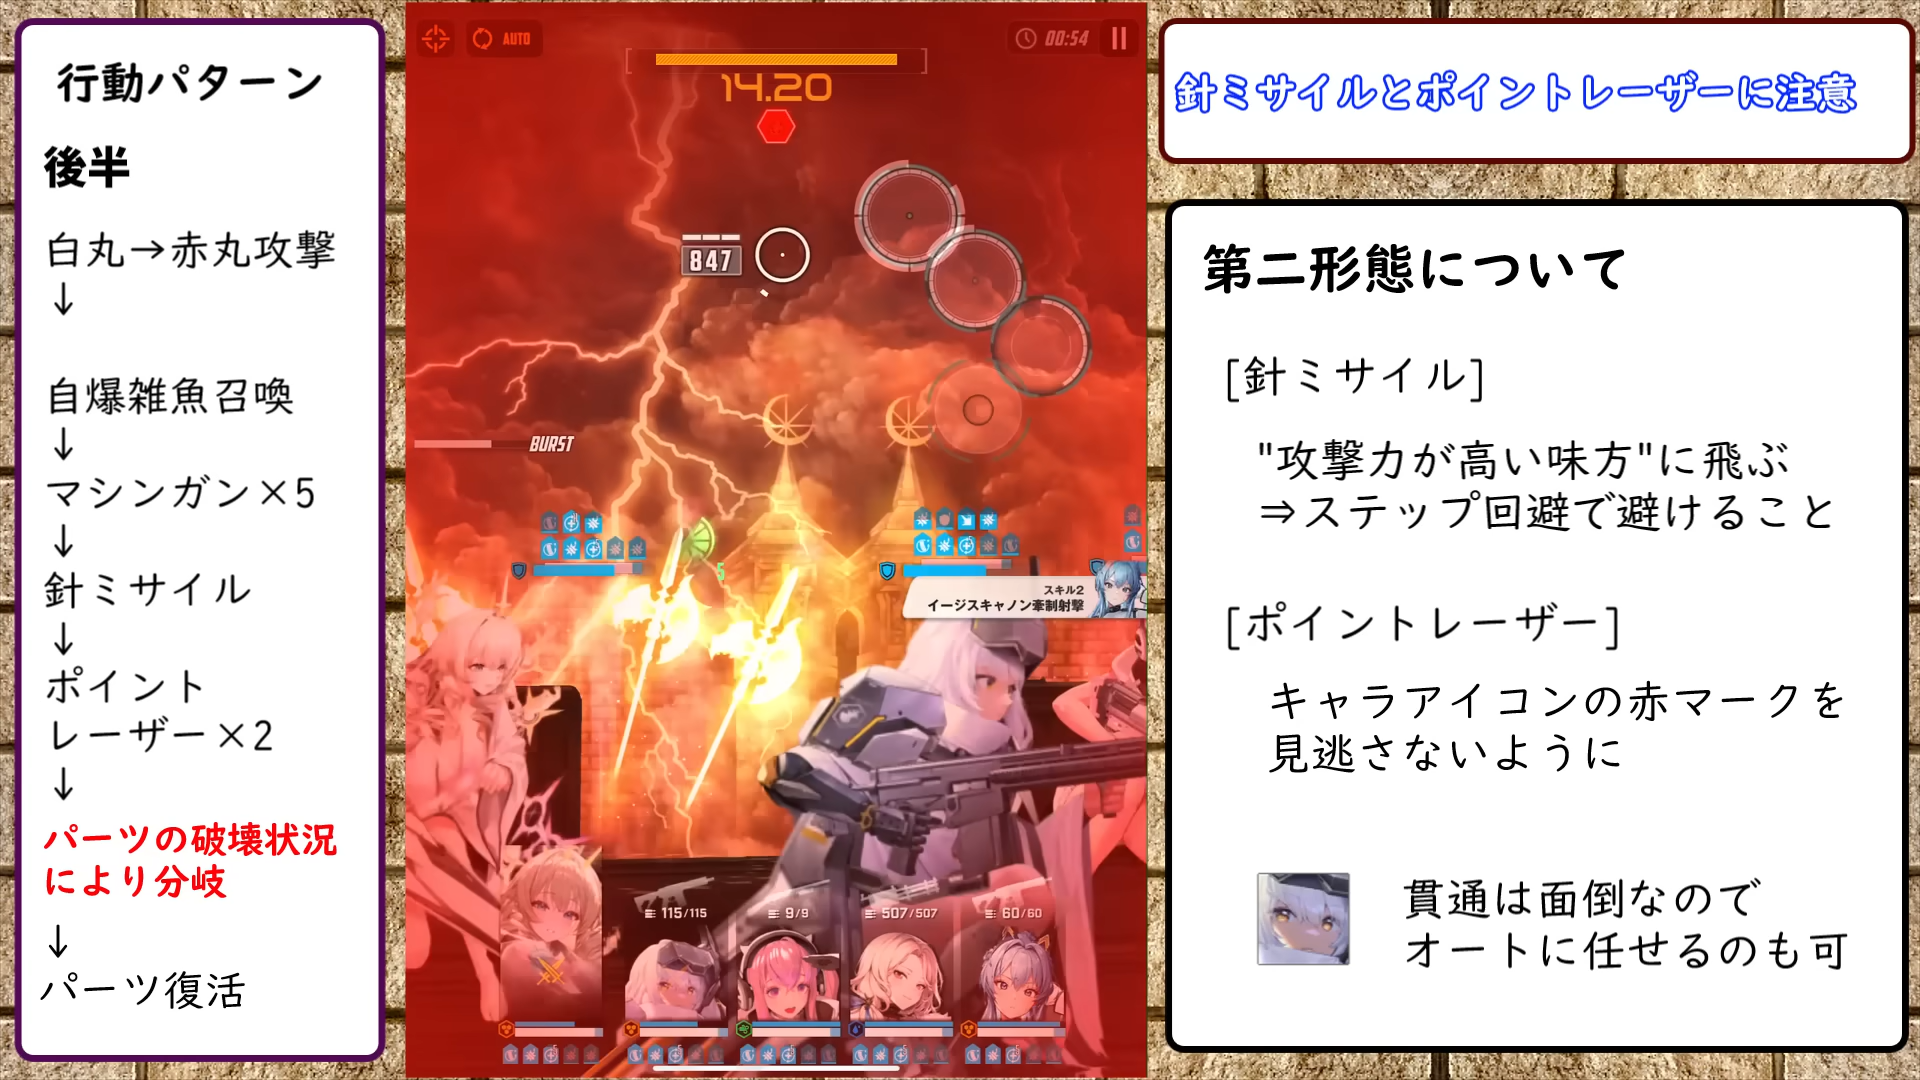 行動パターン
後半
白丸→赤丸攻撃
↓
自爆雑魚召喚
↓
マシンガン×5
↓
針ミサイル
↓
ポイント
レーザー×2
↓
パーツの破壊状況
により分岐
↓
パーツ復活
AUTO
00:54
14.20
847
BURST
5
スキル2
イージスキャノン牽制射撃
115/115
9/9
507/507
60/60
針ミサイルとポイントレーザーに注意
第二形態について
[針ミサイル]
"攻撃力が高い味方"に飛ぶ
⇒ステップ回避で避けること
[ポイントレーザー]
キャラアイコンの赤マークを
見逃さないように
貫通は面倒なので
オートに任せるのも可